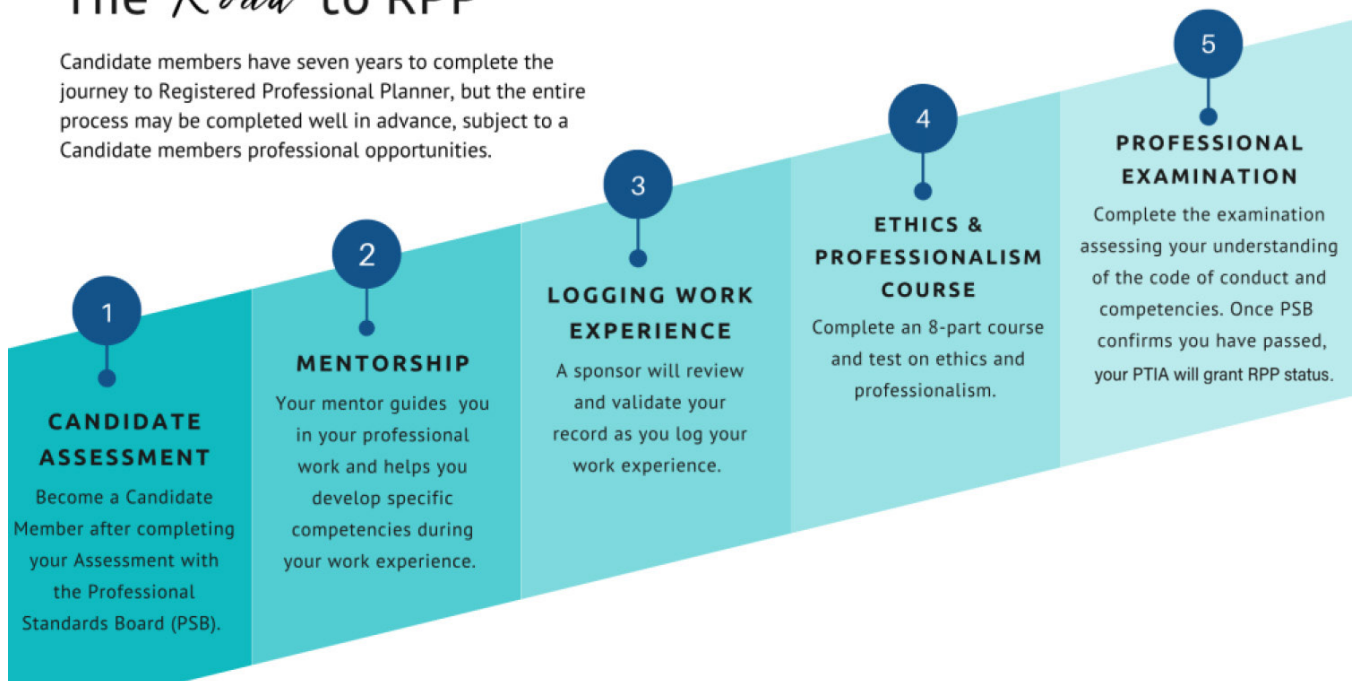 The Road to RPP
Candidate members have seven years to complete the
journey to Registered Professional Planner, but the entire
process may be completed well in advance, subject to a
Candidate members professional opportunities.
1
CANDIDATE
ASSESSMENT
Become a Candidate
Member after completing
your Assessment with
the Professional
Standards Board (PSB).
2
MENTORSHIP
Your mentor guides you
in your professional
work and helps you
develop specific
competencies during
your work experience.
3
LOGGING WORK
EXPERIENCE
A sponsor will review
and validate your
record as you log your
work experience.
4
ETHICS &
PROFESSIONALISM
COURSE
Complete an 8-part course
and test on ethics and
professionalism.
5
PROFESSIONAL
EXAMINATION
Complete the examination
assessing your understanding
of the code of conduct and
competencies. Once PSB
confirms you have passed,
your PTIA will grant RPP status.